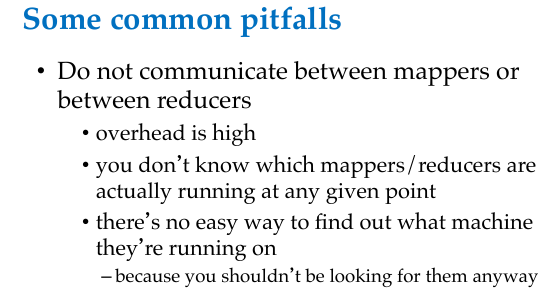 Some common pitfalls
• Do not communicate between mappers or
between reducers
• overhead is high
• you don't know which mappers/reducers are
actually running at any given point
• there's no easy way to find out what machine
they're running on
– because you shouldn't be looking for them anyway